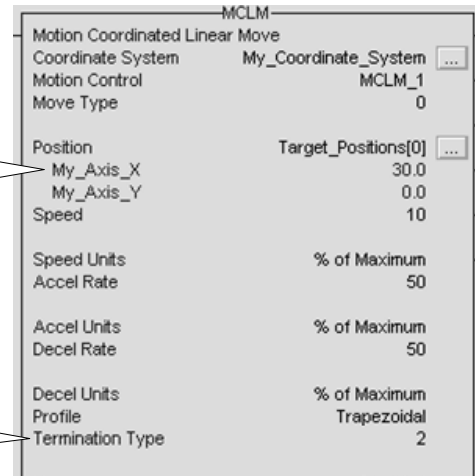 MCLM
Motion Coordinated Linear Move
Coordinate System My_Coordinate_System ...
Motion Control MCLM_1
Move Type 0
Position Target_Positions[0] ...
My_Axis_X 30.0
My_Axis_Y 0.0
Speed 10
Speed Units % of Maximum
Accel Rate 50
Accel Units % of Maximum
Decel Rate 50
Decel Units % of Maximum
Profile Trapezoidal
Termination Type 2